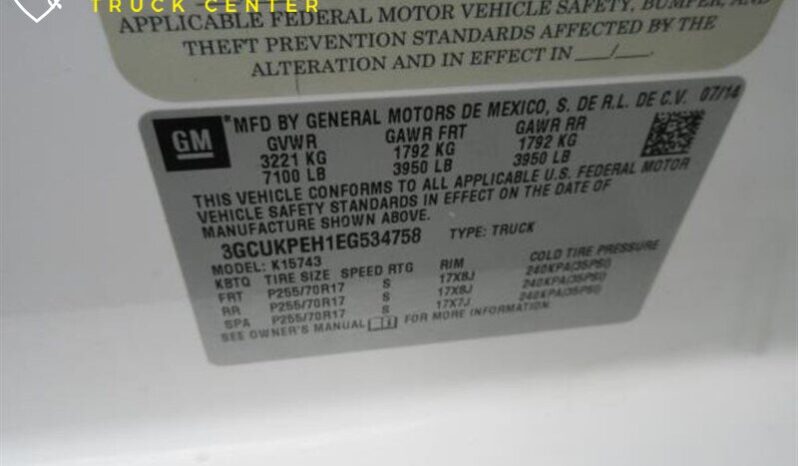 TRUCK CENTER
APPLICABLE FEDERAL MOTOR VEHICLE SAFETY, BUMPER, AND
THEFT PREVENTION STANDARDS AFFECTED BY THE
ALTERATION AND IN EFFECT IN ___/___.
GM
*MFD BY GENERAL MOTORS DE MEXICO, S. DE R.L. DE C.V. 07/14
GVWR GAWR FRT GAWR RR
3221 KG 1792 KG 1792 KG
7100 LB 3950 LB 3950 LB
THIS VEHICLE CONFORMS TO ALL APPLICABLE U.S. FEDERAL MOTOR
VEHICLE SAFETY STANDARDS IN EFFECT ON THE DATE OF
MANUFACTURE SHOWN ABOVE.
3GCUKPEH1EG534758 TYPE: TRUCK
MODEL: K15743
KBTQ TIRE SIZE SPEED RTG RIM COLD TIRE PRESSURE
FRT P255/70R17 S 17X8J 240KPA(35PSI)
RR P255/70R17 S 17X8J 240KPA(35PSI)
SPA P255/70R17 S 17X7J 240KPA(35PSI)
SEE OWNER'S MANUAL FOR MORE INFORMATION.